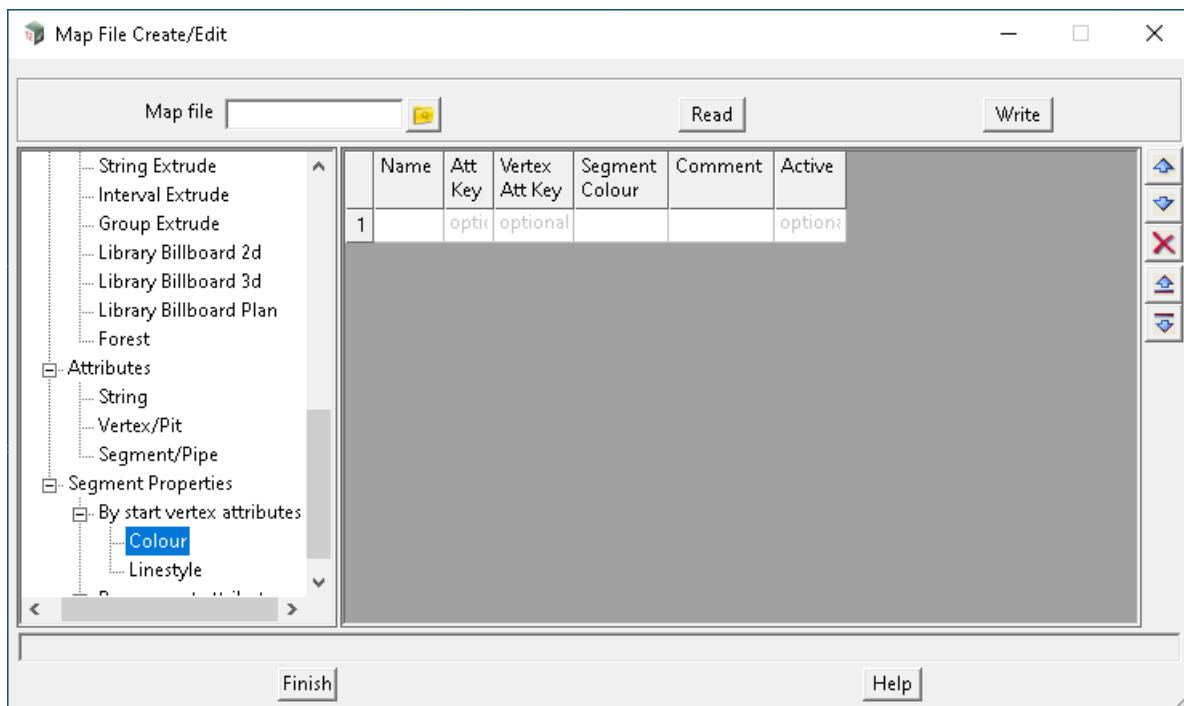 Map File Create/Edit
Map file
Read
Write
String Extrude
Interval Extrude
Group Extrude
Library Billboard 2d
Library Billboard 3d
Library Billboard Plan
Forest
Attributes
String
Vertex/Pit
Segment/Pipe
Segment Properties
By start vertex attributes
Colour
Linestyle
Name Att Vertex Segment Comment Active
Key Att Key Colour
1 optic optional optiona
Finish
Help